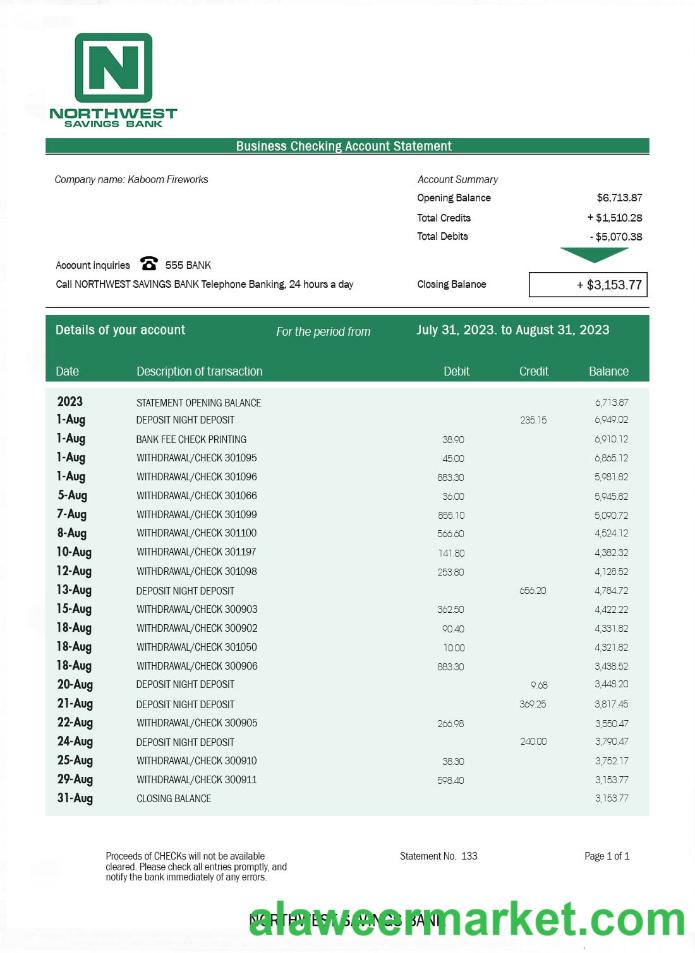 N
NORTHWEST
SAVINGS BANK
Business Checking Account Statement
Company name: Kaboom Fireworks
Account Summary
Opening Balance $6,713.87
Total Credits + $1,510.28
Total Debits - $5,070.38
Account inquiries 555 BANK
Call NORTHWEST SAVINGS BANK Telephone Banking, 24 hours a day
Closing Balance + $3,153.77
Details of your account For the period from July 31, 2023. to August 31, 2023
Date Description of transaction Debit Credit Balance
2023 STATEMENT OPENING BALANCE 6,713.87
1-Aug DEPOSIT NIGHT DEPOSIT 235.15 6,949.02
1-Aug BANK FEE CHECK PRINTING 38.90 6,910.12
1-Aug WITHDRAWAL/CHECK 301095 45.00 6,865.12
1-Aug WITHDRAWAL/CHECK 301096 883.30 5,981.82
5-Aug WITHDRAWAL/CHECK 301066 36.00 5,945.82
7-Aug WITHDRAWAL/CHECK 301099 855.10 5,090.72
8-Aug WITHDRAWAL/CHECK 301100 566.60 4,524.12
10-Aug WITHDRAWAL/CHECK 301197 141.80 4,382.32
12-Aug WITHDRAWAL/CHECK 301098 253.80 4,128.52
13-Aug DEPOSIT NIGHT DEPOSIT 656.20 4,784.72
15-Aug WITHDRAWAL/CHECK 300903 362.50 4,422.22
18-Aug WITHDRAWAL/CHECK 300902 90.40 4,331.82
18-Aug WITHDRAWAL/CHECK 301050 10.00 4,321.82
18-Aug WITHDRAWAL/CHECK 300906 883.30 3,438.52
20-Aug DEPOSIT NIGHT DEPOSIT 9.68 3,448.20
21-Aug DEPOSIT NIGHT DEPOSIT 369.25 3,817.45
22-Aug WITHDRAWAL/CHECK 300905 266.98 3,550.47
24-Aug DEPOSIT NIGHT DEPOSIT 240.00 3,790.47
25-Aug WITHDRAWAL/CHECK 300910 38.30 3,752.17
29-Aug WITHDRAWAL/CHECK 300911 598.40 3,153.77
31-Aug CLOSING BALANCE 3,153.77
Proceeds of CHECKs will not be available
cleared. Please check all entries promptly, and
notify the bank immediately of any errors.
Statement No. 133
Page 1 of 1
NORTHWEST SAVINGS BANK
alaweermarket.com